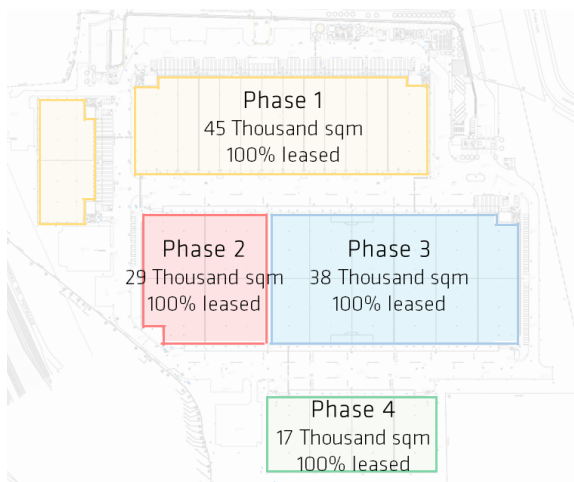 Phase 1
45 Thousand sqm
100% leased
Phase 2
29 Thousand sqm
100% leased
Phase 3
38 Thousand sqm
100% leased
Phase 4
17 Thousand sqm
100% leased